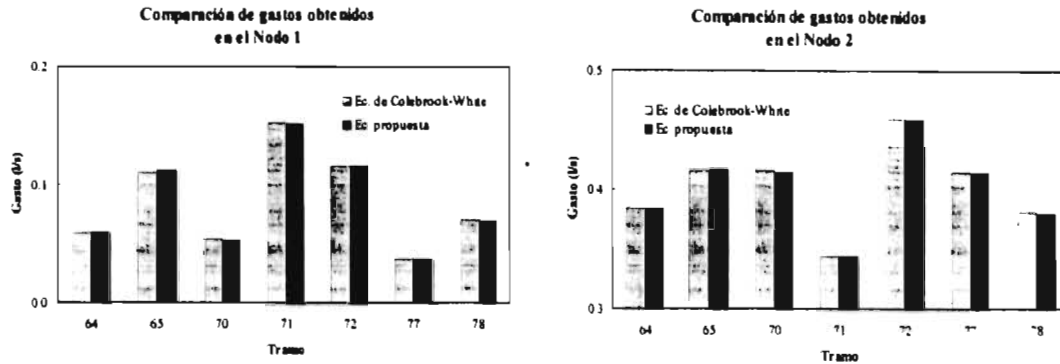 Comparación de gastos obtenidos
en el Nodo 1
Gasto (l/s)
0.2
0.1
0.0
Ec. de Colebrook-White
Ec. propuesta
64 65 70 71 72 77 78
Tramo
Comparación de gastos obtenidos
en el Nodo 2
Gasto (l/s)
0.5
0.4
0.3
Ec. de Colebrook-White
Ec. propuesta
64 65 70 71 72 77 78
Tramo